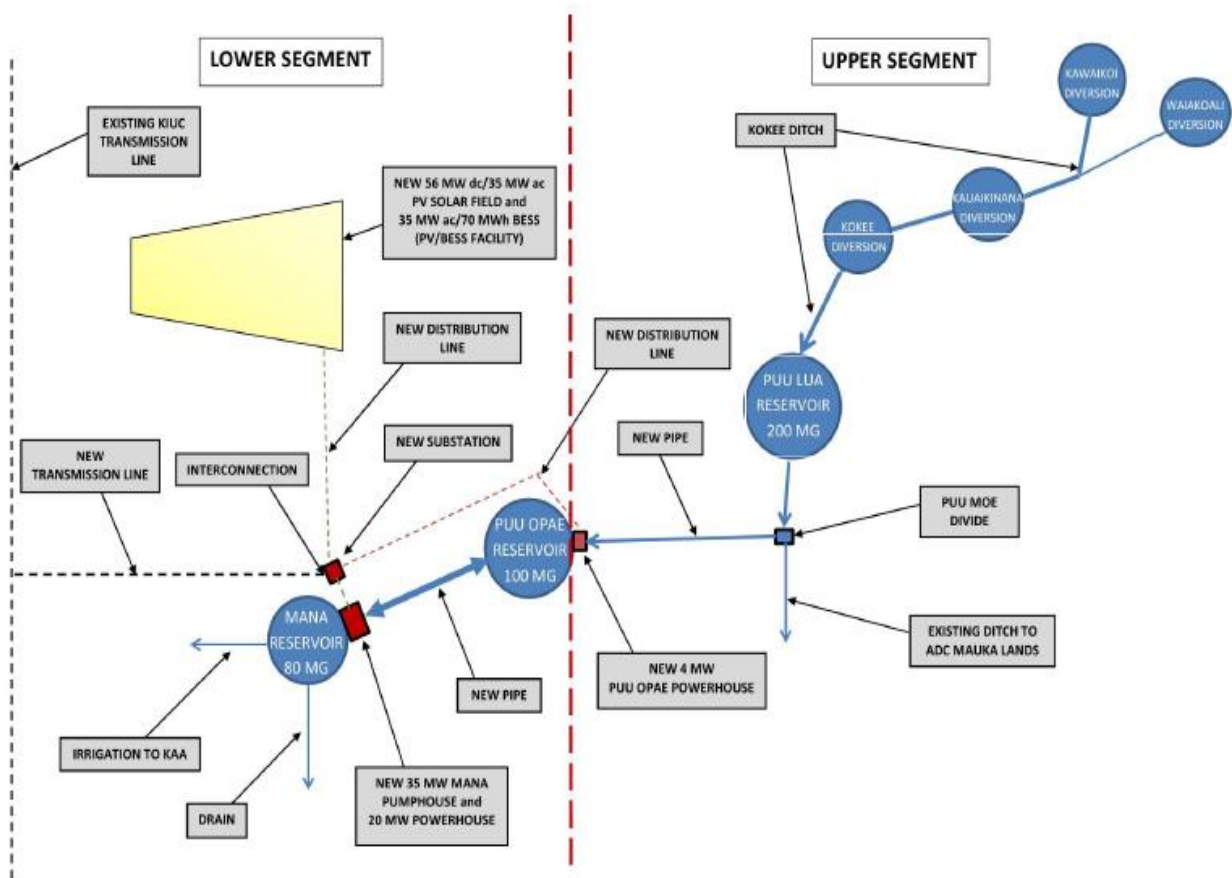 LOWER SEGMENT
UPPER SEGMENT
EXISTING KIUC
TRANSMISSION
LINE
NEW 56 MW dc/35 MW ac
PV SOLAR FIELD and
35 MW ac/70 MWh BESS
(PV/BESS FACILITY)
KOKEE DITCH
KAWAIKOI
DIVERSION
WAIAKOALI
DIVERSION
KAUAIKINANA
DIVERSION
KOKEE
DIVERSION
NEW DISTRIBUTION
LINE
NEW DISTRIBUTION
LINE
PUU LUA
RESERVOIR
200 MG
NEW
TRANSMISSION LINE
INTERCONNECTION
NEW SUBSTATION
NEW PIPE
PUU OPAE
RESERVOIR
100 MG
PUU MOE
DIVIDE
MANA
RESERVOIR
80 MG
NEW PIPE
NEW 4 MW
PUU OPAE POWERHOUSE
EXISTING DITCH TO
ADC MAUKA LANDS
IRRIGATION TO KAA
DRAIN
NEW 35 MW MANA
PUMPHOUSE and
20 MW POWERHOUSE